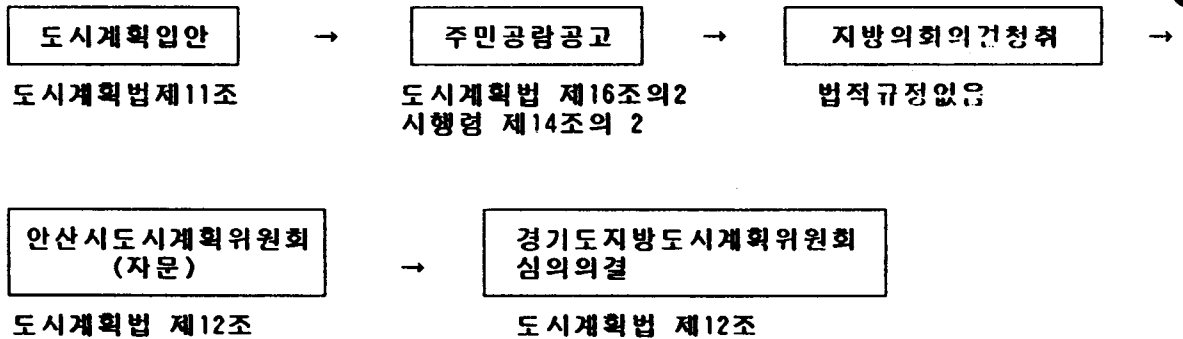 도시계획입안 → 주민공람공고 → 지방의회의견청취 →
도시계획법제11조 도시계획법 제16조의2 법적규정없음
시행령 제14조의 2
안산시도시계획위원회 경기도지방도시계획위원회
(자문) → 심의의결
도시계획법 제12조 도시계획법 제12조